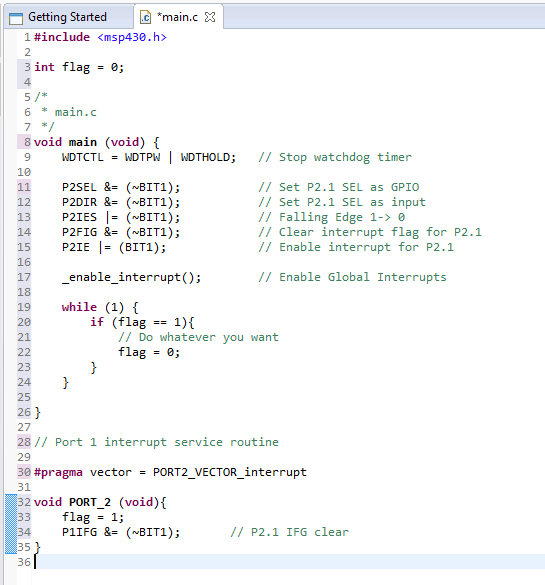 Getting Started
*main.c
1 #include <msp430.h>
2
3 int flag = 0;
4
5 /*
6  * main.c
7  */
8 void main (void) {
9     WDTCTL = WDTPW | WDTHOLD;   // Stop watchdog timer
10
11     P2SEL &= (~BIT1);           // Set P2.1 SEL as GPIO
12     P2DIR &= (~BIT1);           // Set P2.1 SEL as input
13     P2IES |= (~BIT1);           // Falling Edge 1-> 0
14     P2FIG &= (~BIT1);           // Clear interrupt flag for P2.1
15     P2IE |= (BIT1);             // Enable interrupt for P2.1
16
17     _enable_interrupt();        // Enable Global Interrupts
18
19     while (1) {
20         if (flag == 1){
21             // Do whatever you want
22             flag = 0;
23         }
24     }
25
26 }
27
28 // Port 1 interrupt service routine
29
30 #pragma vector = PORT2_VECTOR_interrupt
31
32 void PORT_2 (void){
33     flag = 1;
34     P1IFG &= (~BIT1);       // P2.1 IFG clear
35 }
36